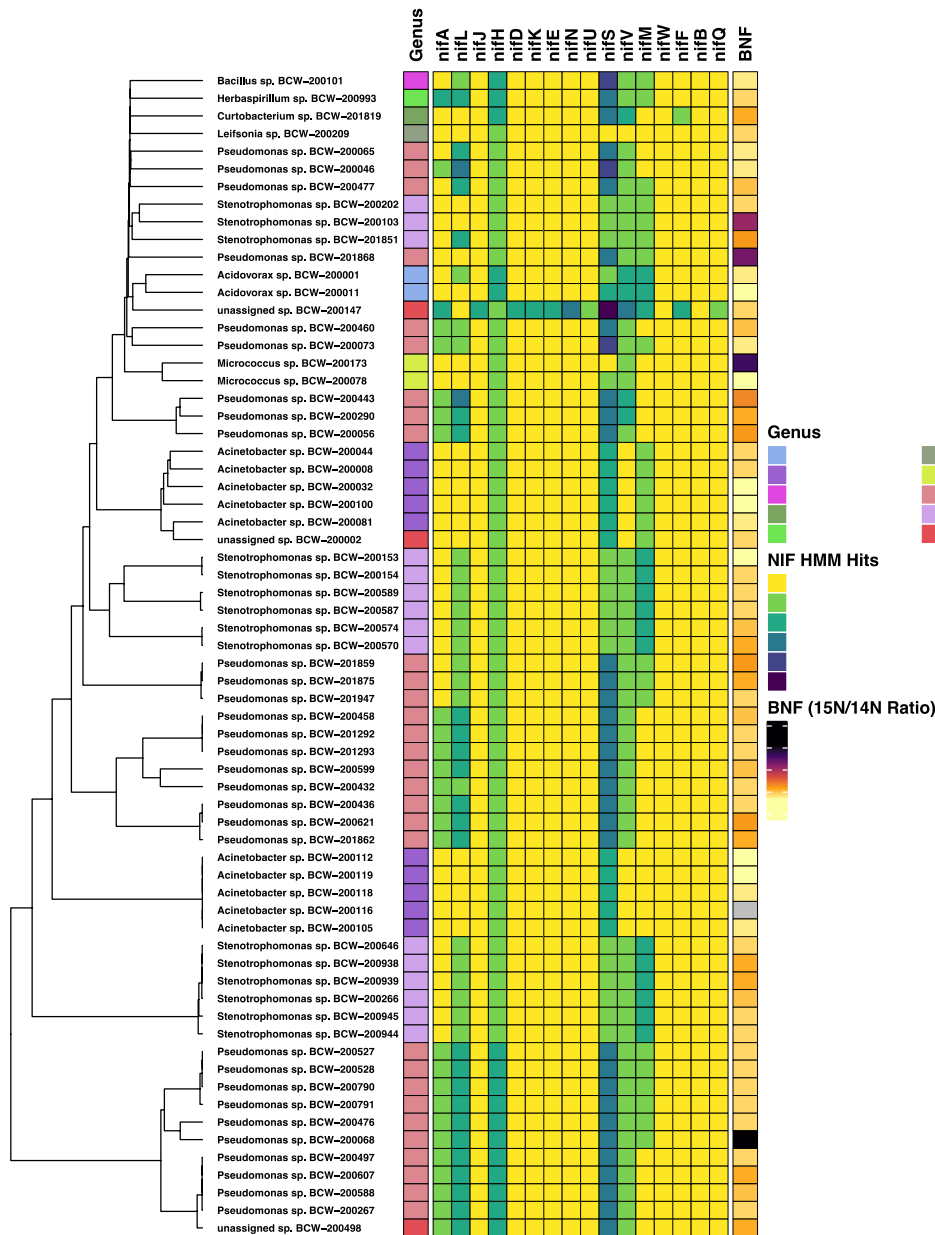 Genus nifA nifL nifJ nifH nifD nifK nifE nifN nifU nifS nifV nifM nifW nifF nifB nifQ BNF
Bacillus sp. BCW−200101
Herbaspirillum sp. BCW−200993
Curtobacterium sp. BCW−201819
Leifsonia sp. BCW−200209
Pseudomonas sp. BCW−200065
Pseudomonas sp. BCW−200046
Pseudomonas sp. BCW−200477
Stenotrophomonas sp. BCW−200202
Stenotrophomonas sp. BCW−200103
Stenotrophomonas sp. BCW−201851
Pseudomonas sp. BCW−201868
Acidovorax sp. BCW−200001
Acidovorax sp. BCW−200011
unassigned sp. BCW−200147
Pseudomonas sp. BCW−200460
Pseudomonas sp. BCW−200073
Micrococcus sp. BCW−200173
Micrococcus sp. BCW−200078
Pseudomonas sp. BCW−200443
Pseudomonas sp. BCW−200290
Pseudomonas sp. BCW−200056
Acinetobacter sp. BCW−200044
Acinetobacter sp. BCW−200008
Acinetobacter sp. BCW−200032
Acinetobacter sp. BCW−200100
Acinetobacter sp. BCW−200081
unassigned sp. BCW−200002
Stenotrophomonas sp. BCW−200153
Stenotrophomonas sp. BCW−200154
Stenotrophomonas sp. BCW−200589
Stenotrophomonas sp. BCW−200587
Stenotrophomonas sp. BCW−200574
Stenotrophomonas sp. BCW−200570
Pseudomonas sp. BCW−201859
Pseudomonas sp. BCW−201875
Pseudomonas sp. BCW−201947
Pseudomonas sp. BCW−200458
Pseudomonas sp. BCW−201292
Pseudomonas sp. BCW−201293
Pseudomonas sp. BCW−200599
Pseudomonas sp. BCW−200432
Pseudomonas sp. BCW−200436
Pseudomonas sp. BCW−200621
Pseudomonas sp. BCW−201862
Acinetobacter sp. BCW−200112
Acinetobacter sp. BCW−200119
Acinetobacter sp. BCW−200118
Acinetobacter sp. BCW−200116
Acinetobacter sp. BCW−200105
Stenotrophomonas sp. BCW−200646
Stenotrophomonas sp. BCW−200938
Stenotrophomonas sp. BCW−200939
Stenotrophomonas sp. BCW−200266
Stenotrophomonas sp. BCW−200945
Stenotrophomonas sp. BCW−200944
Pseudomonas sp. BCW−200527
Pseudomonas sp. BCW−200528
Pseudomonas sp. BCW−200790
Pseudomonas sp. BCW−200791
Pseudomonas sp. BCW−200476
Pseudomonas sp. BCW−200068
Pseudomonas sp. BCW−200497
Pseudomonas sp. BCW−200607
Pseudomonas sp. BCW−200588
Pseudomonas sp. BCW−200267
unassigned sp. BCW−200498
Genus
NIF HMM Hits
BNF (15N/14N Ratio)